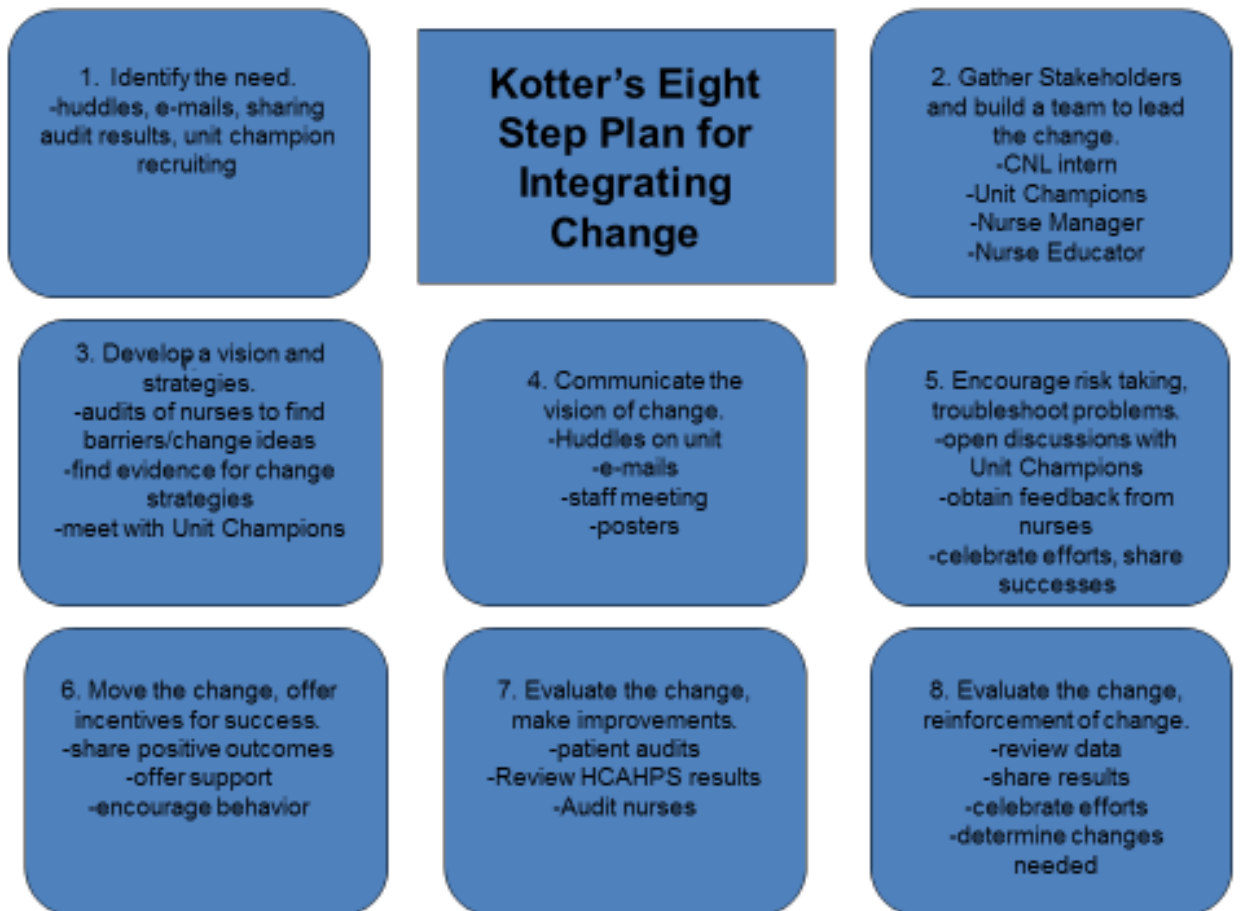 1. Identify the need.
-huddles, e-mails, sharing
audit results, unit champion
recruiting
Kotter's Eight
Step Plan for
Integrating
Change
2. Gather Stakeholders
and build a team to lead
the change.
-CNL intern
-Unit Champions
-Nurse Manager
-Nurse Educator
3. Develop a vision and
strategies.
-audits of nurses to find
barriers/change ideas
-find evidence for change
strategies
-meet with Unit Champions
4. Communicate the
vision of change.
-Huddles on unit
-e-mails
-staff meeting
-posters
5. Encourage risk taking,
troubleshoot problems.
-open discussions with
Unit Champions
-obtain feedback from
nurses
-celebrate efforts, share
successes
6. Move the change, offer
incentives for success.
-share positive outcomes
-offer support
-encourage behavior
7. Evaluate the change,
make improvements.
-patient audits
-Review HCAHPS results
-Audit nurses
8. Evaluate the change,
reinforcement of change.
-review data
-share results
-celebrate efforts
-determine changes
needed